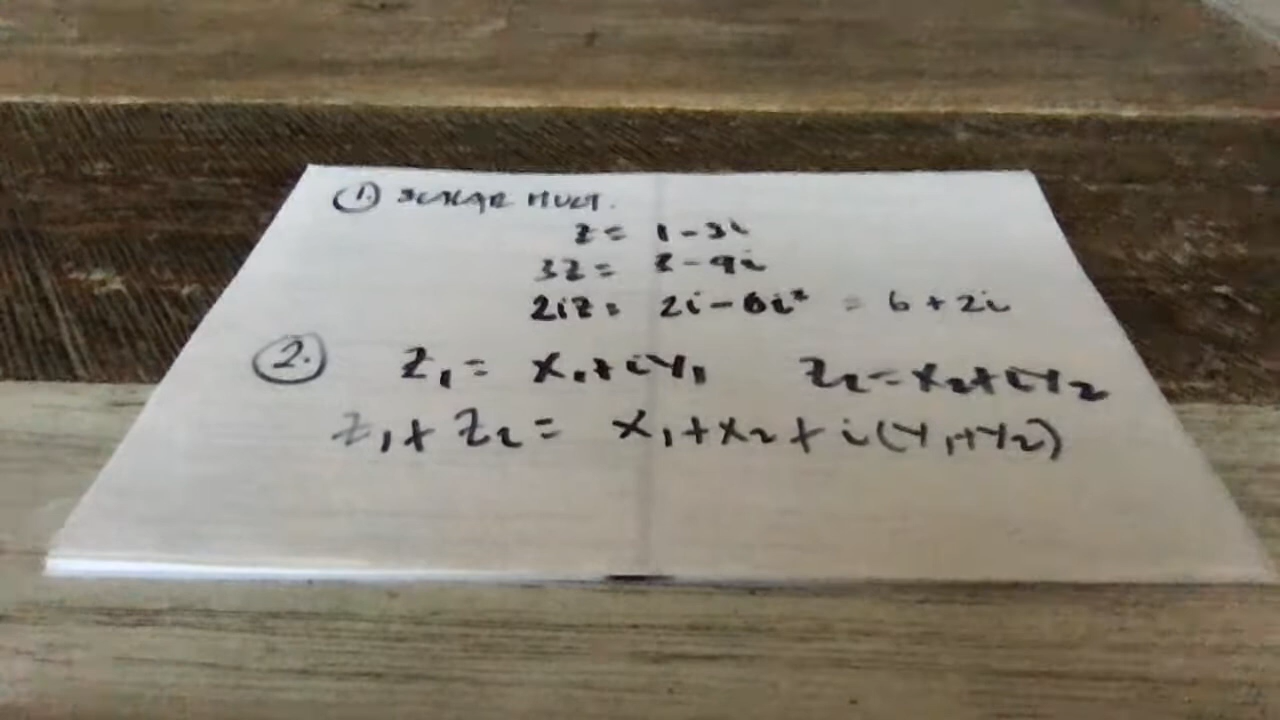 1. SCALAR MULT.
z = 1 - 3i
3z = 3 - 9i
2iz = 2i - 6i² = 6 + 2i
2. z₁ = x₁ + iy₁ z₂ = x₂ + iy₂
z₁ + z₂ = x₁ + x₂ + i(y₁ + y₂)